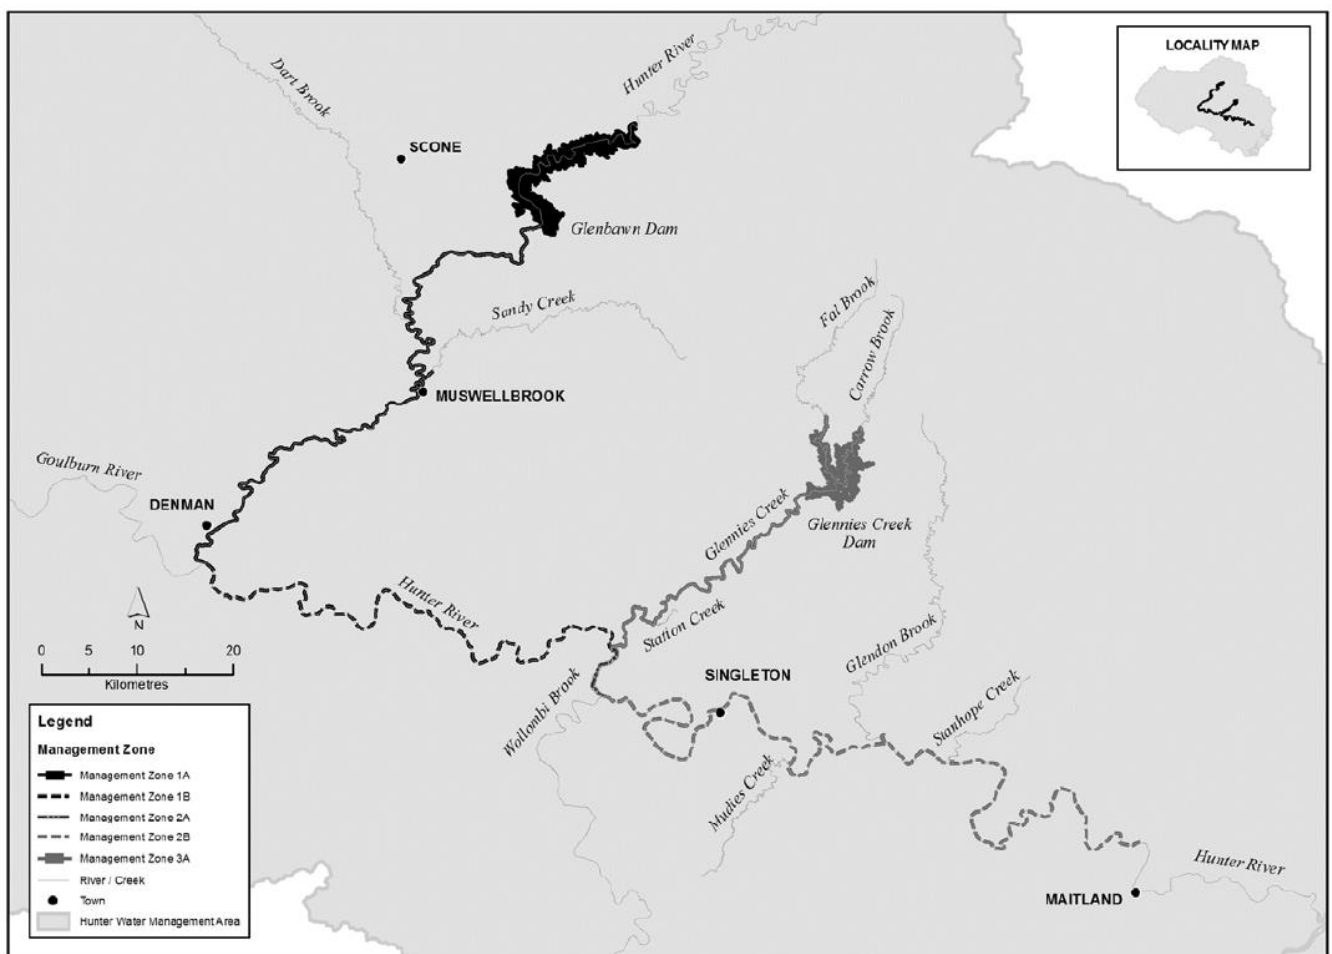 LOCALITY MAP
Hunter River
Dart Brook
SCONE
Glenbawn Dam
Sandy Creek
Fal Brook
Carrow Brook
MUSWELLBROOK
Goulburn River
DENMAN
Glennies Creek
Glennies Creek
Dam
Hunter River
Station Creek
Glendon Brook
N
0 5 10 20
Kilometres
SINGLETON
Wollombi Brook
Stanhope Creek
Mudies Creek
Hunter River
MAITLAND
Legend
Management Zone
Management Zone 1A
Management Zone 1B
Management Zone 2A
Management Zone 2B
Management Zone 3A
River / Creek
Town
Hunter Water Management Area